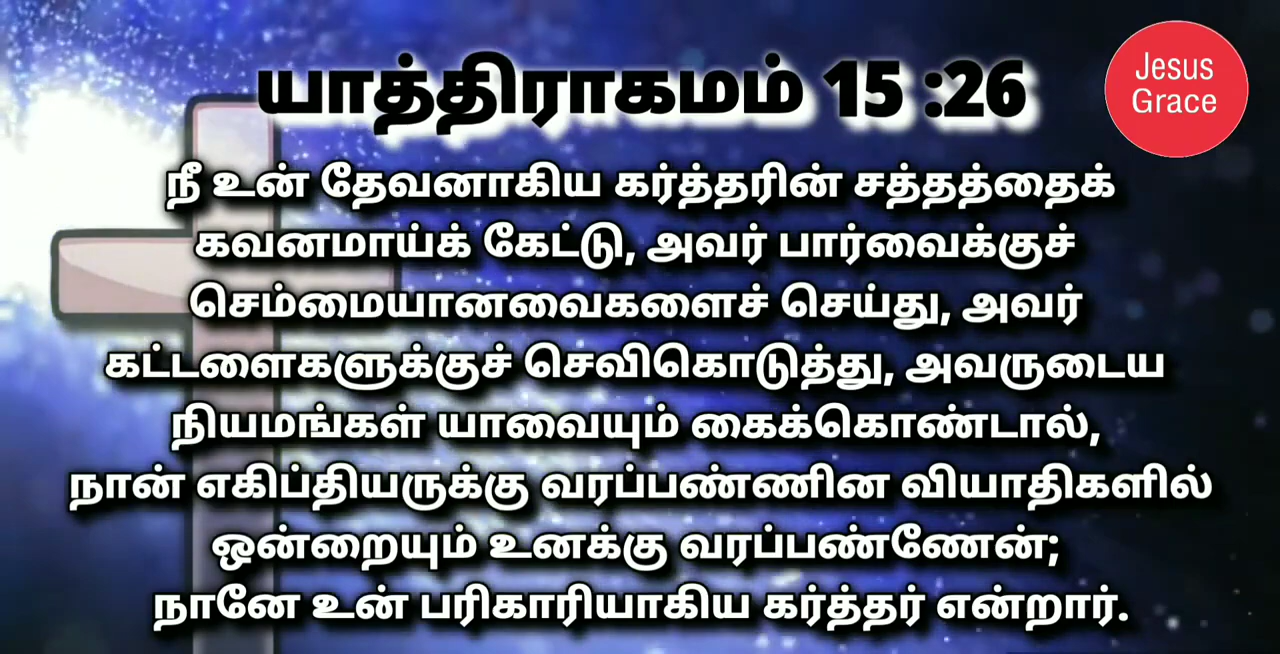 யாத்திராகமம் 15 :26
Jesus
Grace
நீ உன் தேவனாகிய கர்த்தரின் சத்தத்தைக்
கவனமாய்க் கேட்டு, அவர் பார்வைக்குச்
செம்மையானவைகளைச் செய்து, அவர்
கட்டளைகளுக்குச் செவிகொடுத்து, அவருடைய
நியமங்கள் யாவையும் கைக்கொண்டால்,
நான் எகிப்தியருக்கு வரப்பண்ணின வியாதிகளில்
ஒன்றையும் உனக்கு வரப்பண்ணேன்;
நானே உன் பரிகாரியாகிய கர்த்தர் என்றார்.